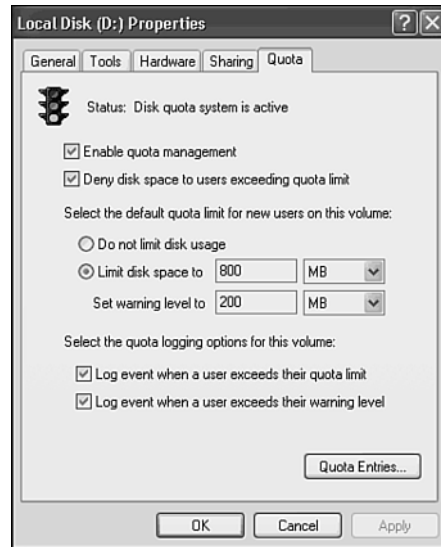 Local Disk (D:) Properties
General Tools Hardware Sharing Quota
Status: Disk quota system is active
Enable quota management
Deny disk space to users exceeding quota limit
Select the default quota limit for new users on this volume:
Do not limit disk usage
Limit disk space to 800 MB
Set warning level to 200 MB
Select the quota logging options for this volume:
Log event when a user exceeds their quota limit
Log event when a user exceeds their warning level
Quota Entries...
OK Cancel Apply